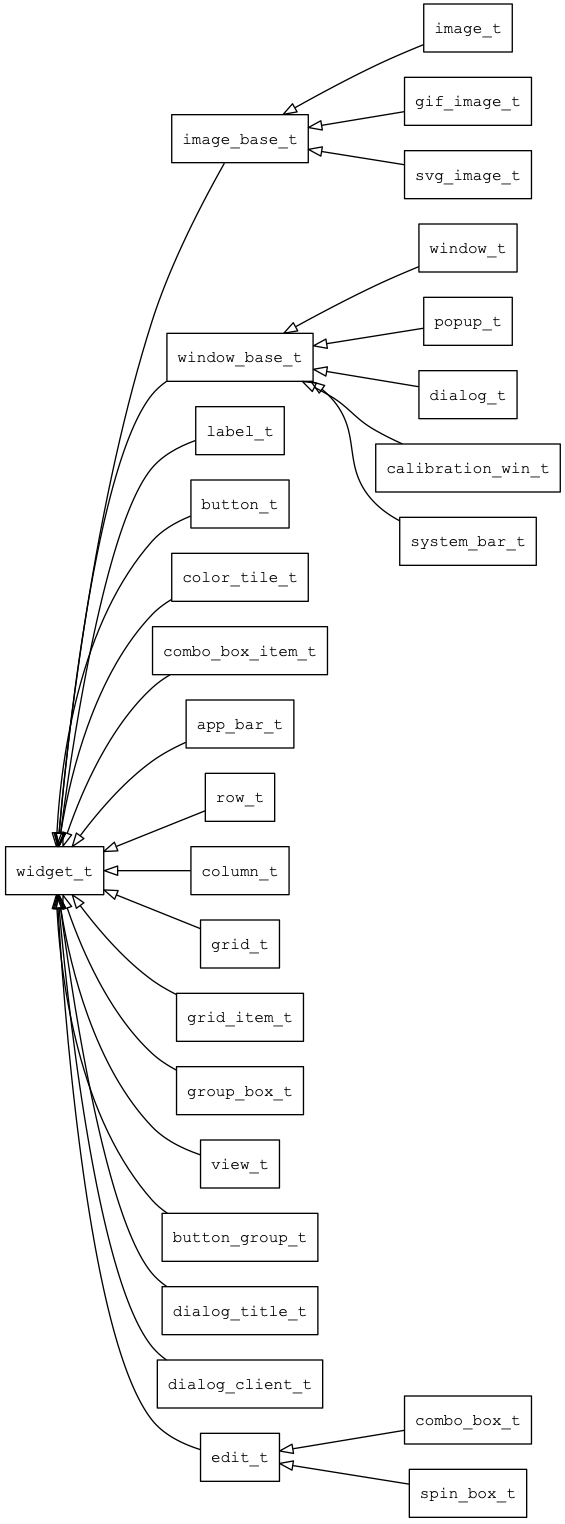 image_t
gif_image_t
image_base_t
svg_image_t
window_t
popup_t
window_base_t
dialog_t
label_t
calibration_win_t
button_t
system_bar_t
color_tile_t
combo_box_item_t
app_bar_t
row_t
widget_t
column_t
grid_t
grid_item_t
group_box_t
view_t
button_group_t
dialog_title_t
dialog_client_t
combo_box_t
edit_t
spin_box_t